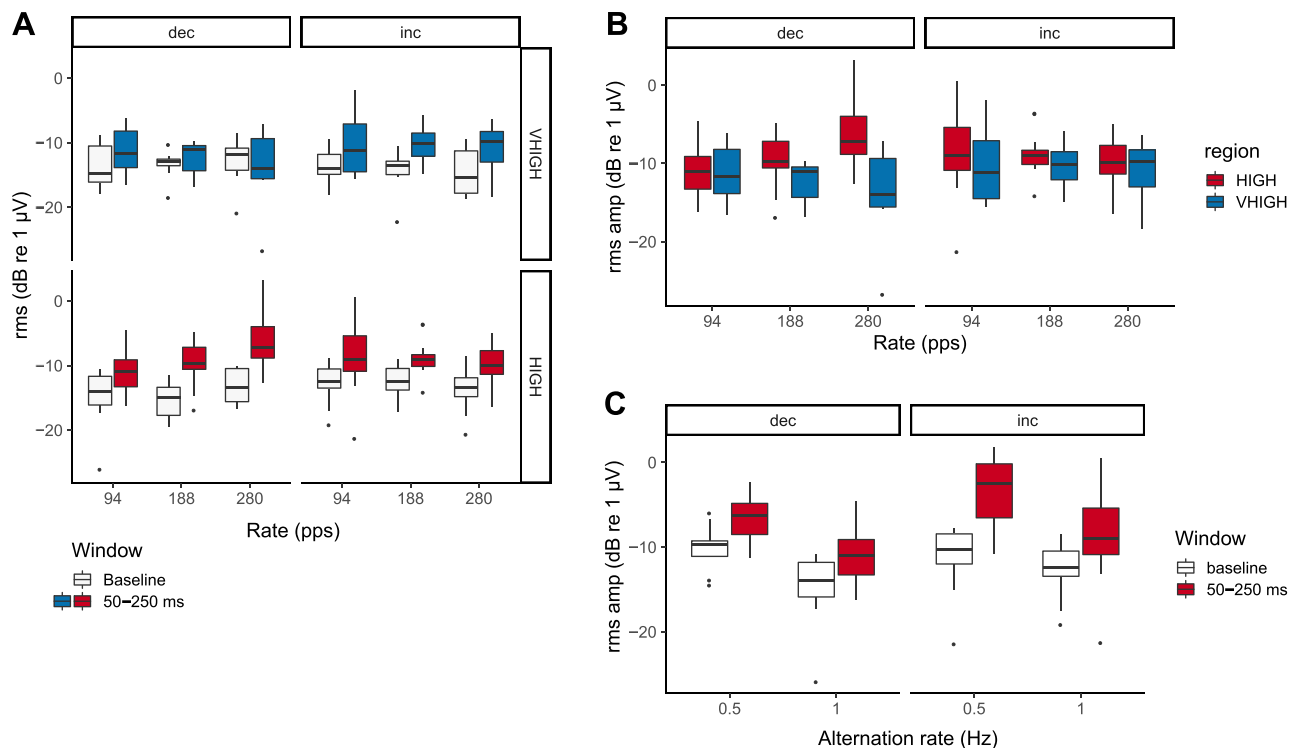 A
dec
inc
0
−10
−20
VHIGH
0
−10
−20
HIGH
rms (dB re 1 µV)
94
188
280
94
188
280
Rate (pps)
Window
Baseline
50−250 ms
B
dec
inc
0
−10
−20
rms amp (dB re 1 µV)
94
188
280
94
188
280
Rate (pps)
region
HIGH
VHIGH
C
dec
inc
0
−10
−20
rms amp (dB re 1 µV)
0.5
1
0.5
1
Alternation rate (Hz)
Window
baseline
50−250 ms